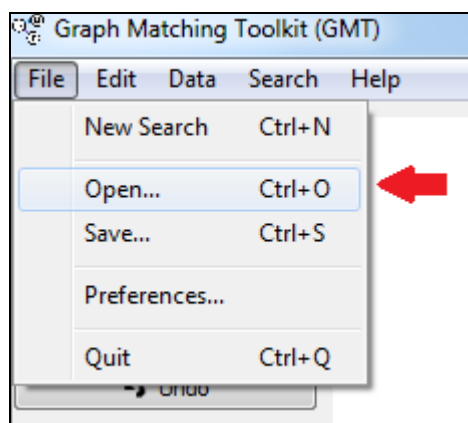 Graph Matching Toolkit (GMT)
File Edit Data Search Help
New Search Ctrl+N
Open... Ctrl+O
Save... Ctrl+S
Preferences...
Quit Ctrl+Q
Undo